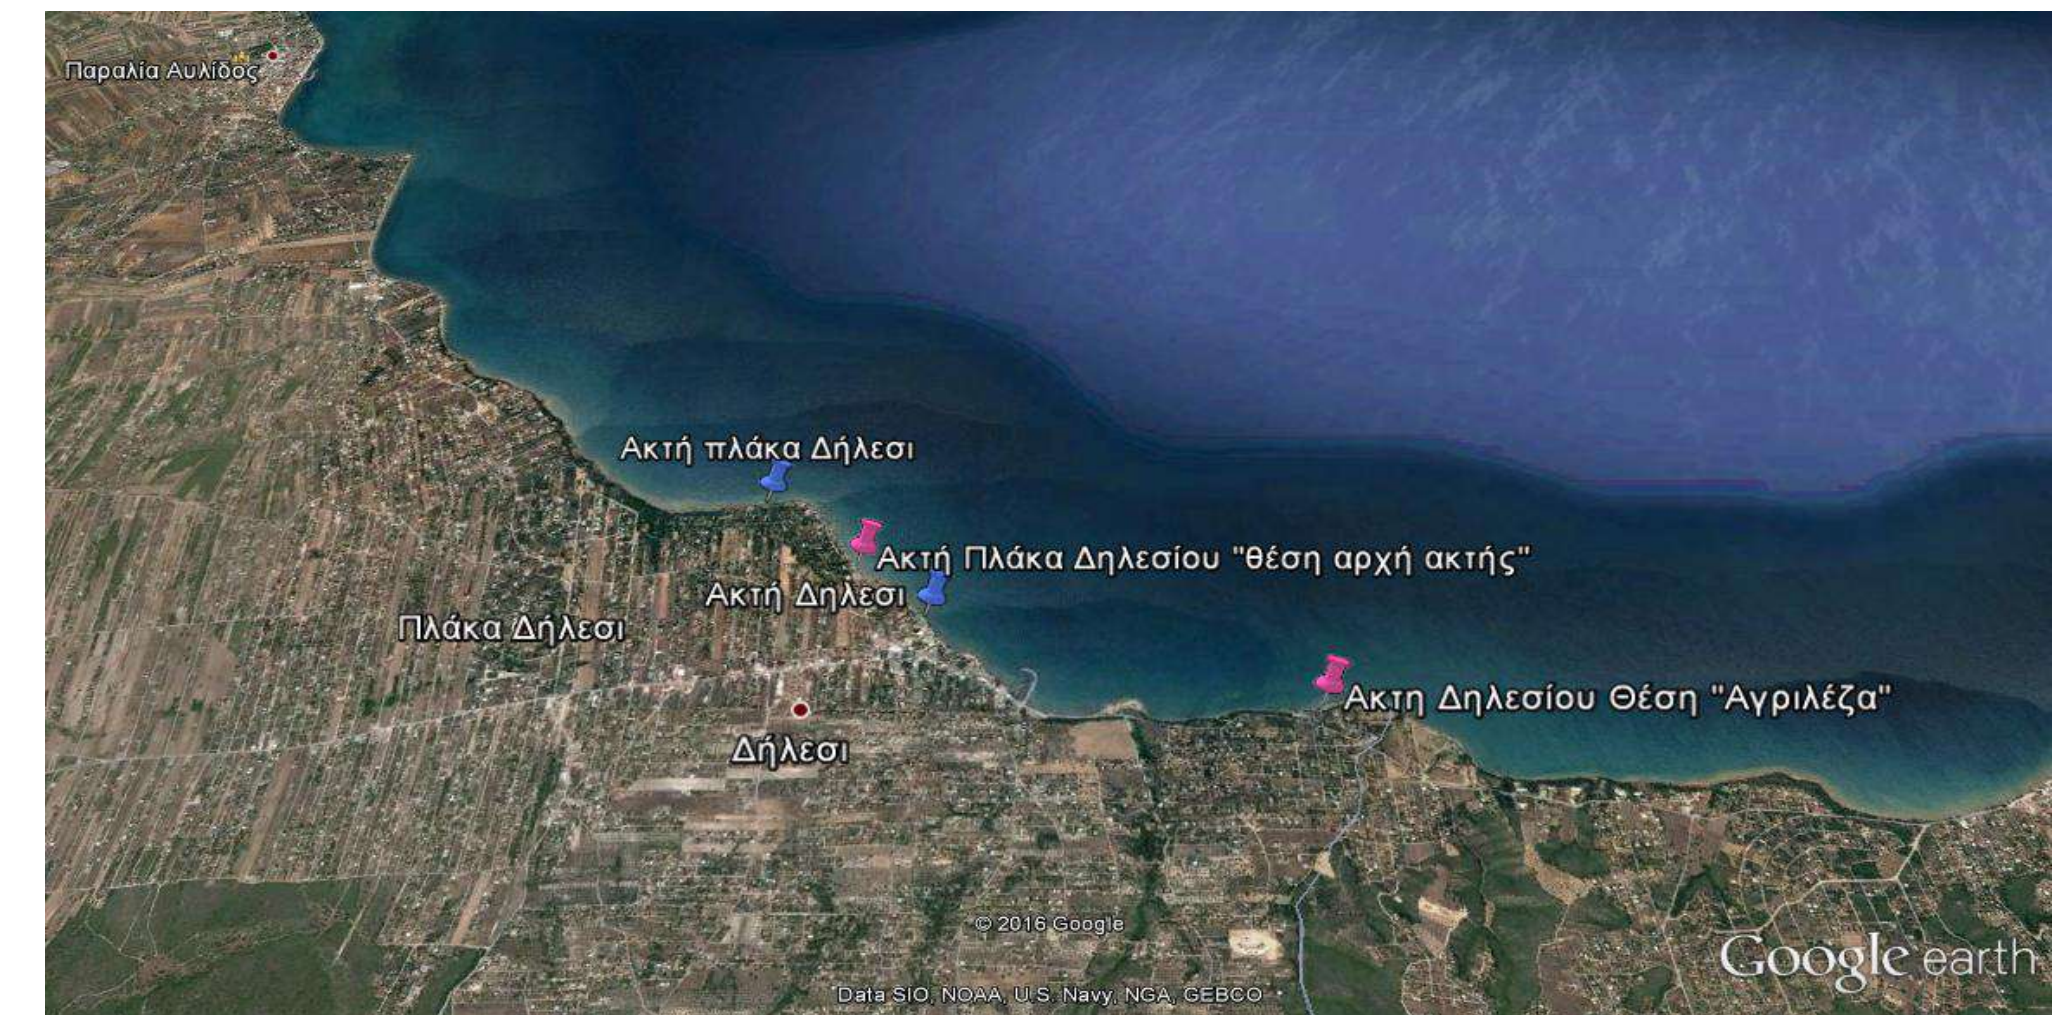 Παραλία Αυλίδος
Ακτή πλάκα Δήλεσι
Ακτή Πλάκα Δηλεσίου "θέση αρχή ακτής"
Ακτή Δηλεσι
Πλάκα Δήλεσι
Ακτη Δηλεσίου Θέση "Αγριλέζα"
Δήλεσι
© 2016 Google
Google earth
Data SIO, NOAA, U.S. Navy, NGA, GEBCO